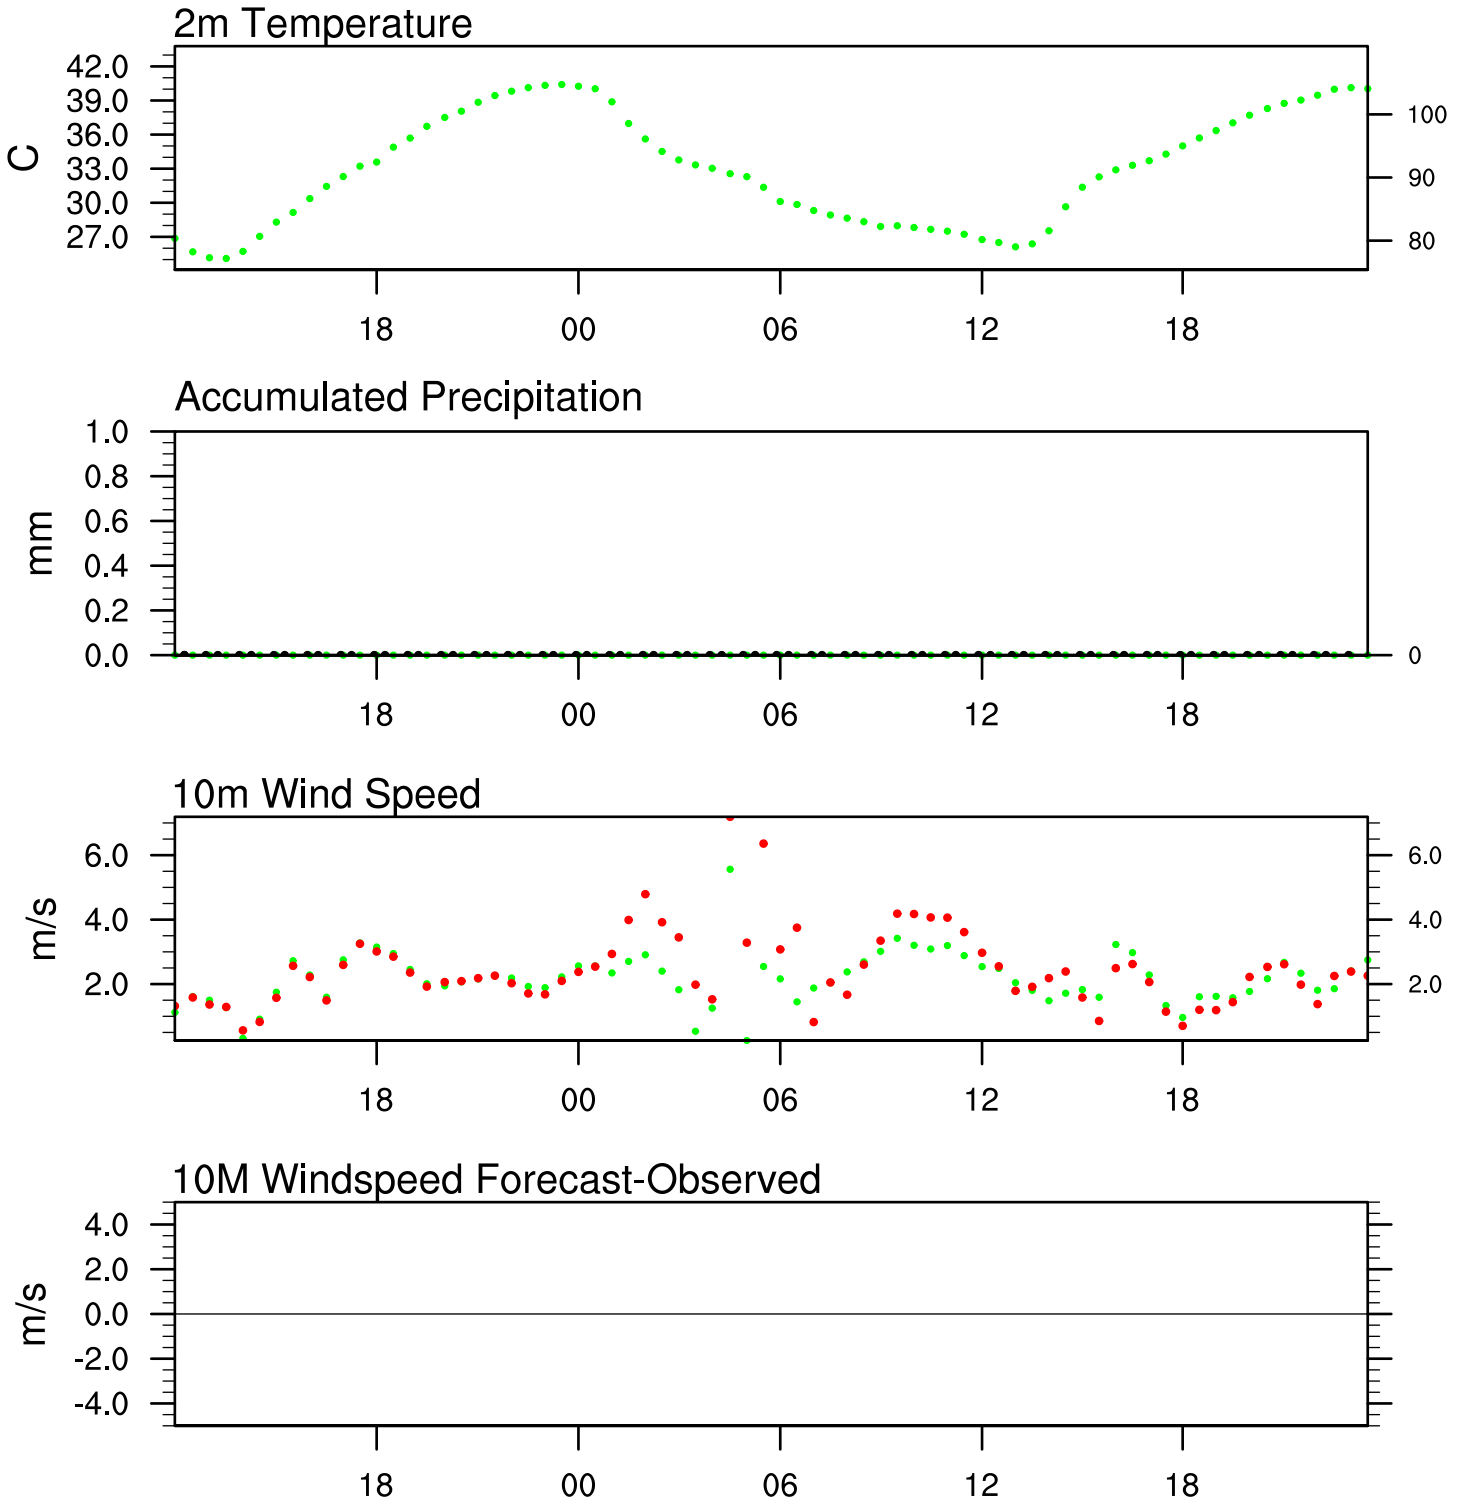 2m Temperature
42.0
39.0
36.0
33.0
30.0
27.0
C
100
90
80
18 00 06 12 18
Accumulated Precipitation
1.0
0.8
0.6
0.4
0.2
0.0
mm
0
18 00 06 12 18
10m Wind Speed
6.0
4.0
2.0
m/s
6.0
4.0
2.0
18 00 06 12 18
10M Windspeed Forecast-Observed
4.0
2.0
0.0
-2.0
-4.0
m/s
18 00 06 12 18